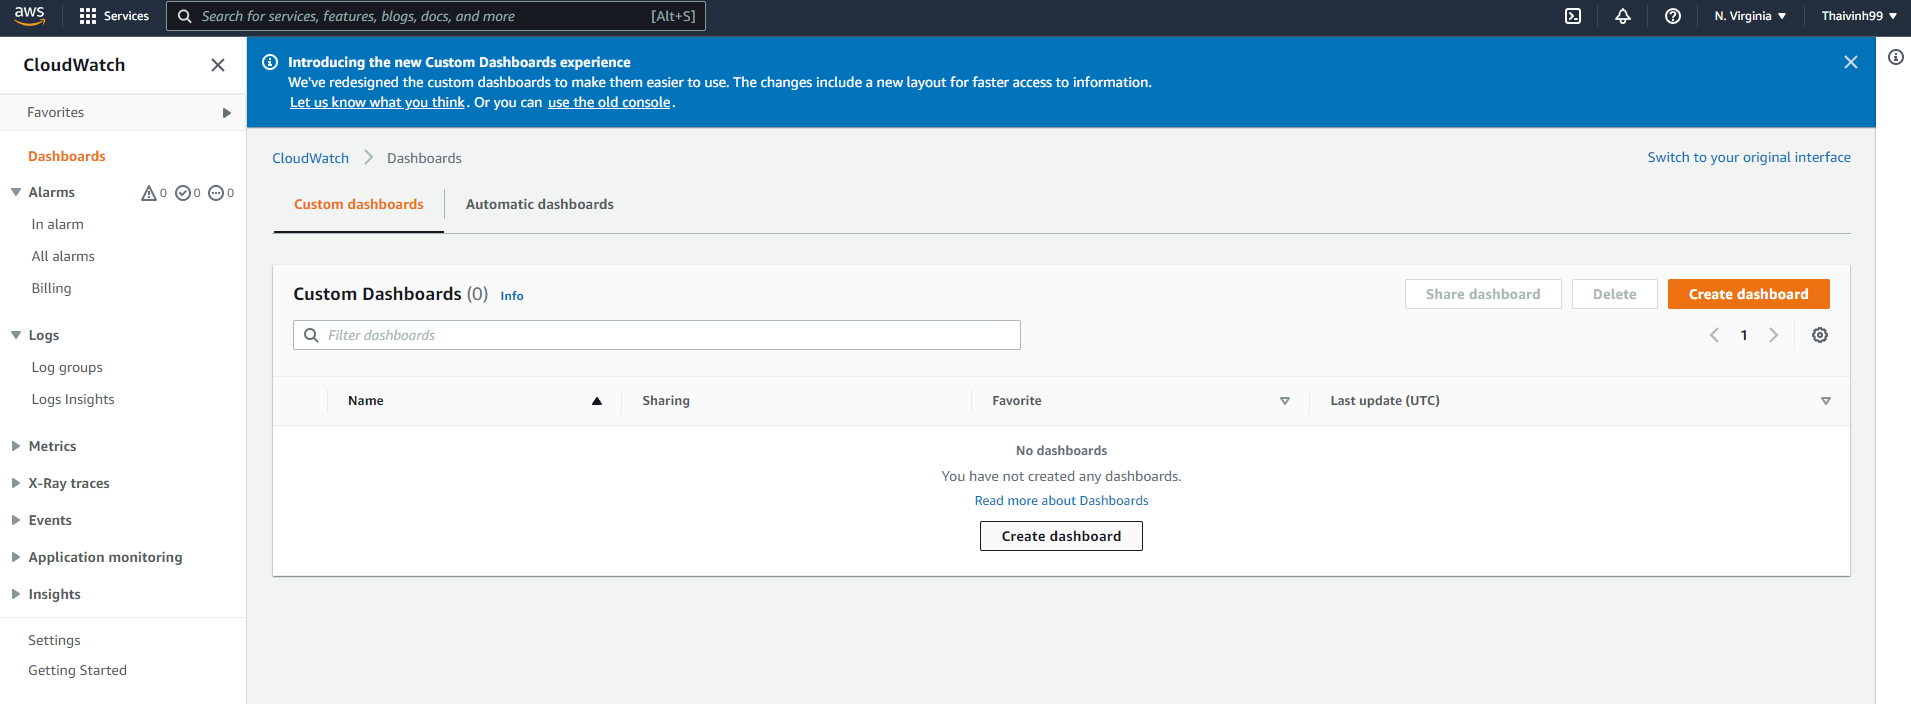 aws Services Search for services, features, blogs, docs, and more [Alt+S] N. Virginia Thaivinh99
CloudWatch
Favorites
Dashboards
Alarms 0 0 0
In alarm
All alarms
Billing
Logs
Log groups
Logs Insights
Metrics
X-Ray traces
Events
Application monitoring
Insights
Settings
Getting Started
Introducing the new Custom Dashboards experience
We've redesigned the custom dashboards to make them easier to use. The changes include a new layout for faster access to information.
Let us know what you think. Or you can use the old console.
CloudWatch Dashboards Switch to your original interface
Custom dashboards Automatic dashboards
Custom Dashboards (0) Info Share dashboard Delete Create dashboard
Filter dashboards 1
Name Sharing Favorite Last update (UTC)
No dashboards
You have not created any dashboards.
Read more about Dashboards
Create dashboard